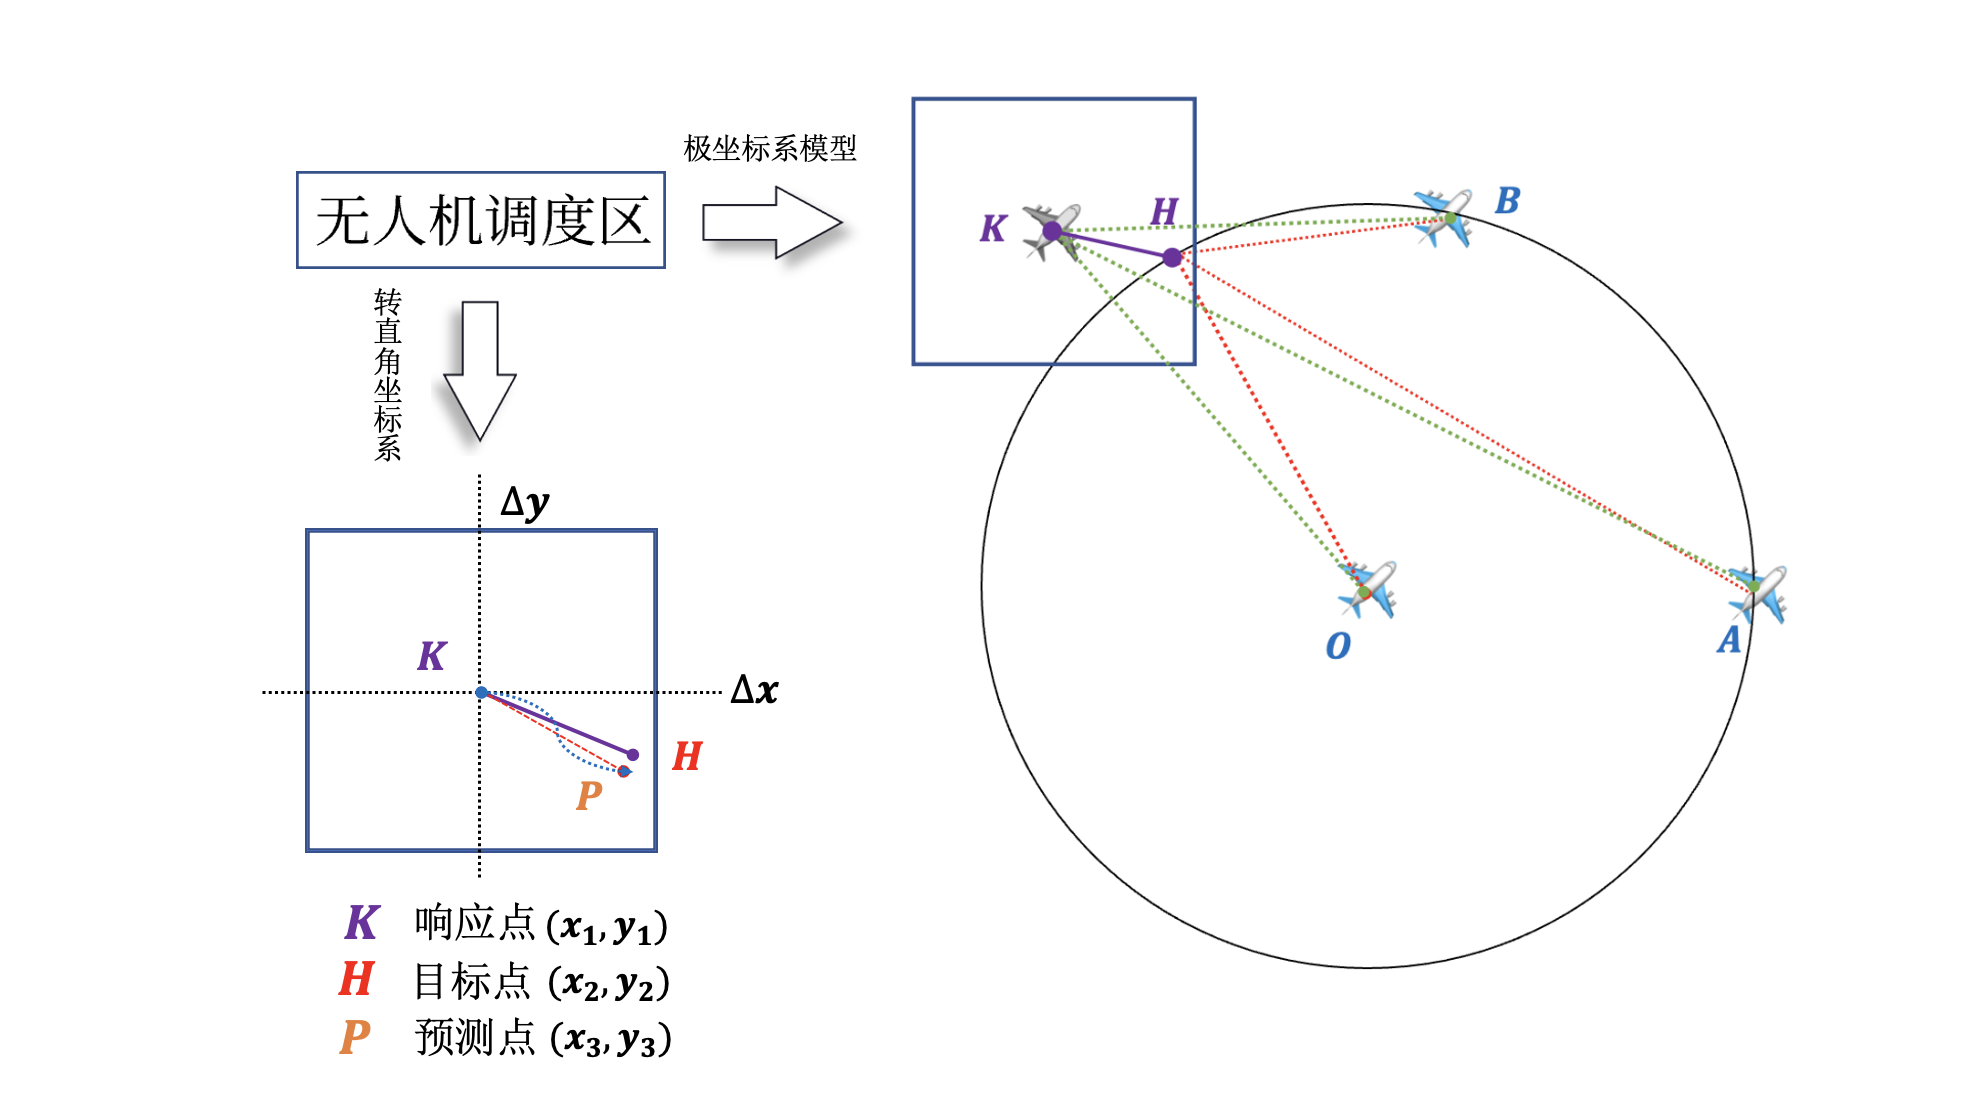 极坐标系模型
无人机调度区
转直角坐标系
K
H
B
O
A
Δy
K
Δx
H
P
K 响应点 (x₁, y₁)
H 目标点 (x₂, y₂)
P 预测点 (x₃, y₃)